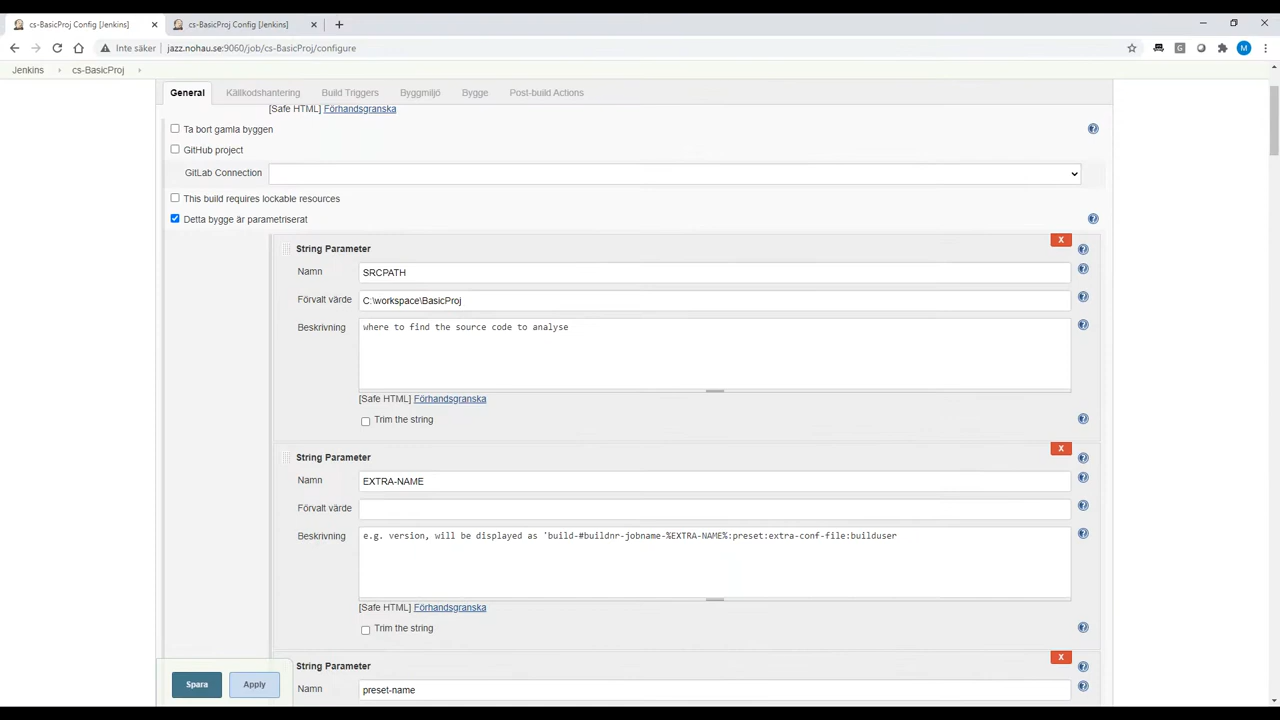 cs-BasicProj Config [Jenkins]
cs-BasicProj Config [Jenkins]
Inte säker
jazz.nohau.se:9060/job/cs-BasicProj/configure
M
Jenkins
cs-BasicProj
General
Källkodshantering
Build Triggers
Byggmiljö
Bygge
Post-build Actions
[Safe HTML] Förhandsgranska
Ta bort gamla byggen
GitHub project
GitLab Connection
This build requires lockable resources
Detta bygge är parametriserat
String Parameter
X
Namn
SRCPATH
Förvalt värde
C:\workspace\BasicProj
Beskrivning
where to find the source code to analyse
[Safe HTML] Förhandsgranska
Trim the string
String Parameter
X
Namn
EXTRA-NAME
Förvalt värde
Beskrivning
e.g. version, will be displayed as 'build-#buildnr-jobname-%EXTRA-NAME%:preset:extra-conf-file:builduser
[Safe HTML] Förhandsgranska
Trim the string
String Parameter
X
Namn
preset-name
Spara
Apply